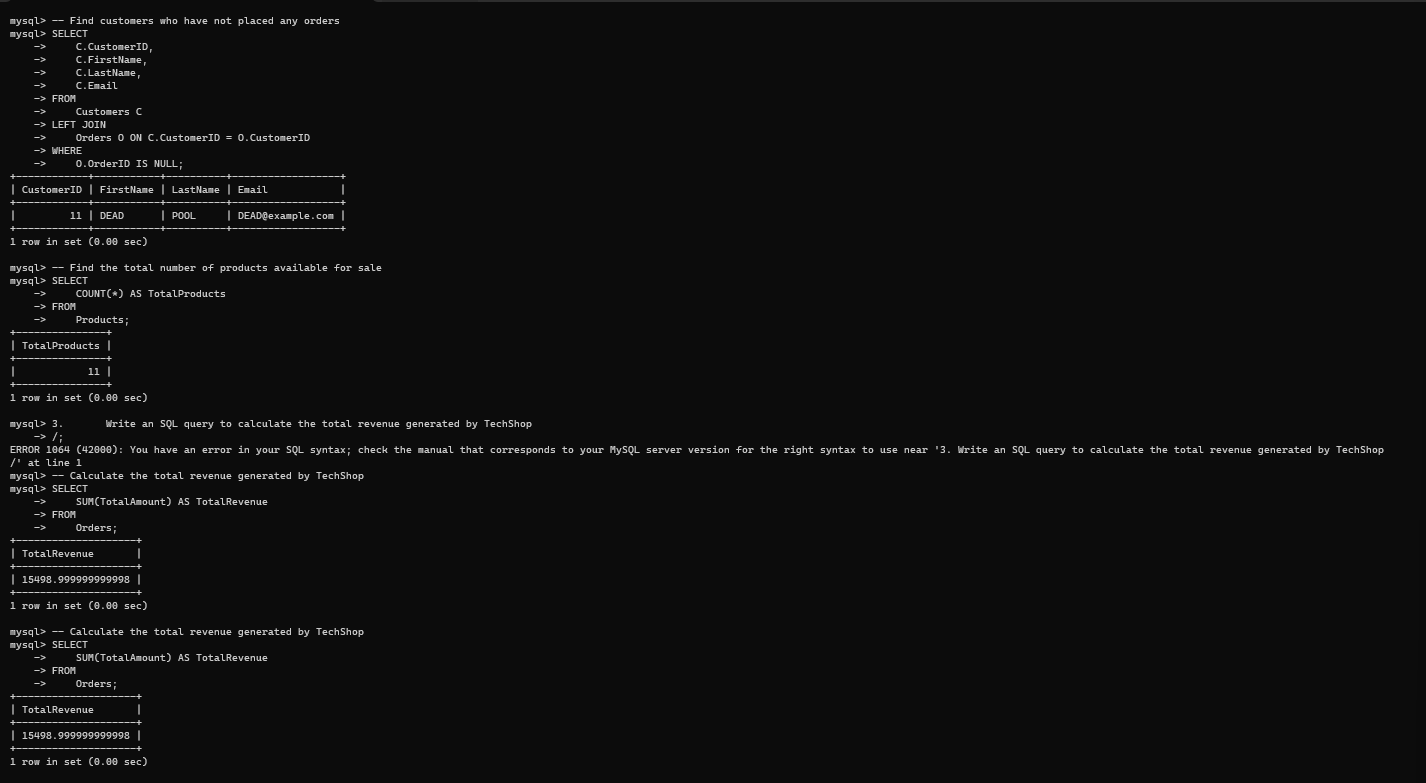 mysql> -- Find customers who have not placed any orders
mysql> SELECT
    ->     C.CustomerID,
    ->     C.FirstName,
    ->     C.LastName,
    ->     C.Email
    -> FROM
    ->     Customers C
    -> LEFT JOIN
    ->     Orders O ON C.CustomerID = O.CustomerID
    -> WHERE
    ->     O.OrderID IS NULL;
+------------+-----------+----------+------------------+
| CustomerID | FirstName | LastName | Email            |
+------------+-----------+----------+------------------+
|         11 | DEAD      | POOL     | DEAD@example.com |
+------------+-----------+----------+------------------+
1 row in set (0.00 sec)

mysql> -- Find the total number of products available for sale
mysql> SELECT
    ->     COUNT(*) AS TotalProducts
    -> FROM
    ->     Products;
+---------------+
| TotalProducts |
+---------------+
|            11 |
+---------------+
1 row in set (0.00 sec)

mysql> 3.       Write an SQL query to calculate the total revenue generated by TechShop
    -> /;
ERROR 1064 (42000): You have an error in your SQL syntax; check the manual that corresponds to your MySQL server version for the right syntax to use near '3. Write an SQL query to calculate the total revenue generated by TechShop
/' at line 1
mysql> -- Calculate the total revenue generated by TechShop
mysql> SELECT
    ->     SUM(TotalAmount) AS TotalRevenue
    -> FROM
    ->     Orders;
+--------------------+
| TotalRevenue       |
+--------------------+
| 15498.999999999998 |
+--------------------+
1 row in set (0.00 sec)

mysql> -- Calculate the total revenue generated by TechShop
mysql> SELECT
    ->     SUM(TotalAmount) AS TotalRevenue
    -> FROM
    ->     Orders;
+--------------------+
| TotalRevenue       |
+--------------------+
| 15498.999999999998 |
+--------------------+
1 row in set (0.00 sec)